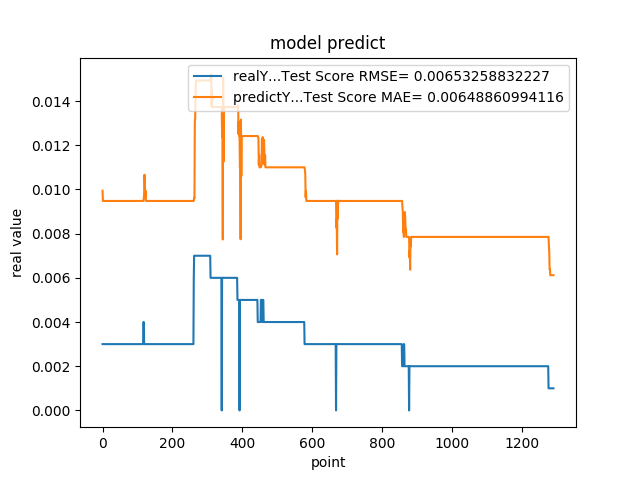 model predict
realY...Test Score RMSE= 0.00653258832227
predictY...Test Score MAE= 0.00648860994116
0.014
0.012
0.010
0.008
0.006
0.004
0.002
0.000
real value
0 200 400 600 800 1000 1200
point